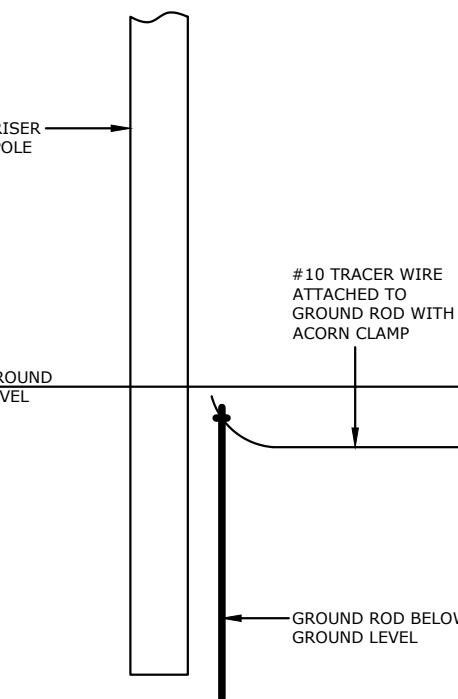 RISER
POLE
#10 TRACER WIRE
ATTACHED TO
GROUND ROD WITH
ACORN CLAMP
ROUND
VEL
GROUND ROD BELOW
GROUND LEVEL